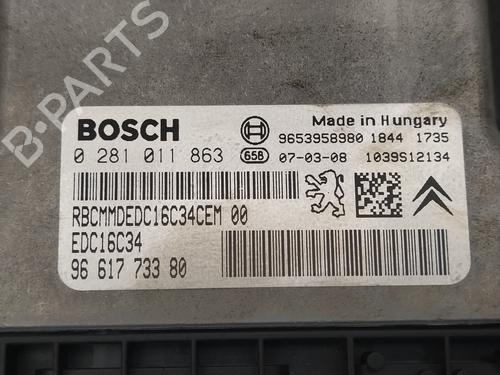 B-PARTS
BOSCH
Made in Hungary
9653958980 1844 1735
0 281 011 863 658 07-03-08 1039S12134
RBCMMDEDC16C34CEM 00
EDC16C34
96 617 733 80